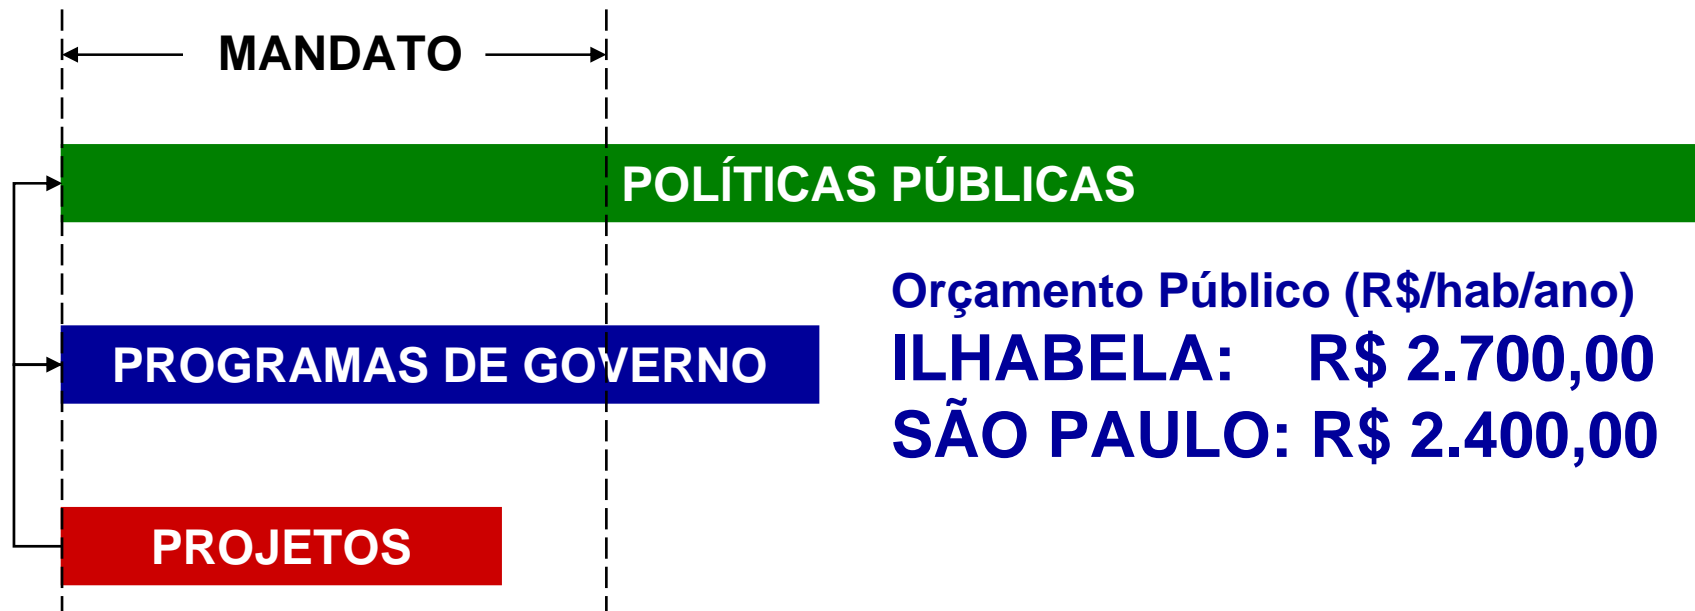 MANDATO
POLÍTICAS PÚBLICAS
Orçamento Público (R$/hab/ano)
ILHABELA: R$ 2.700,00
SÃO PAULO: R$ 2.400,00
PROGRAMAS DE GOVERNO
PROJETOS